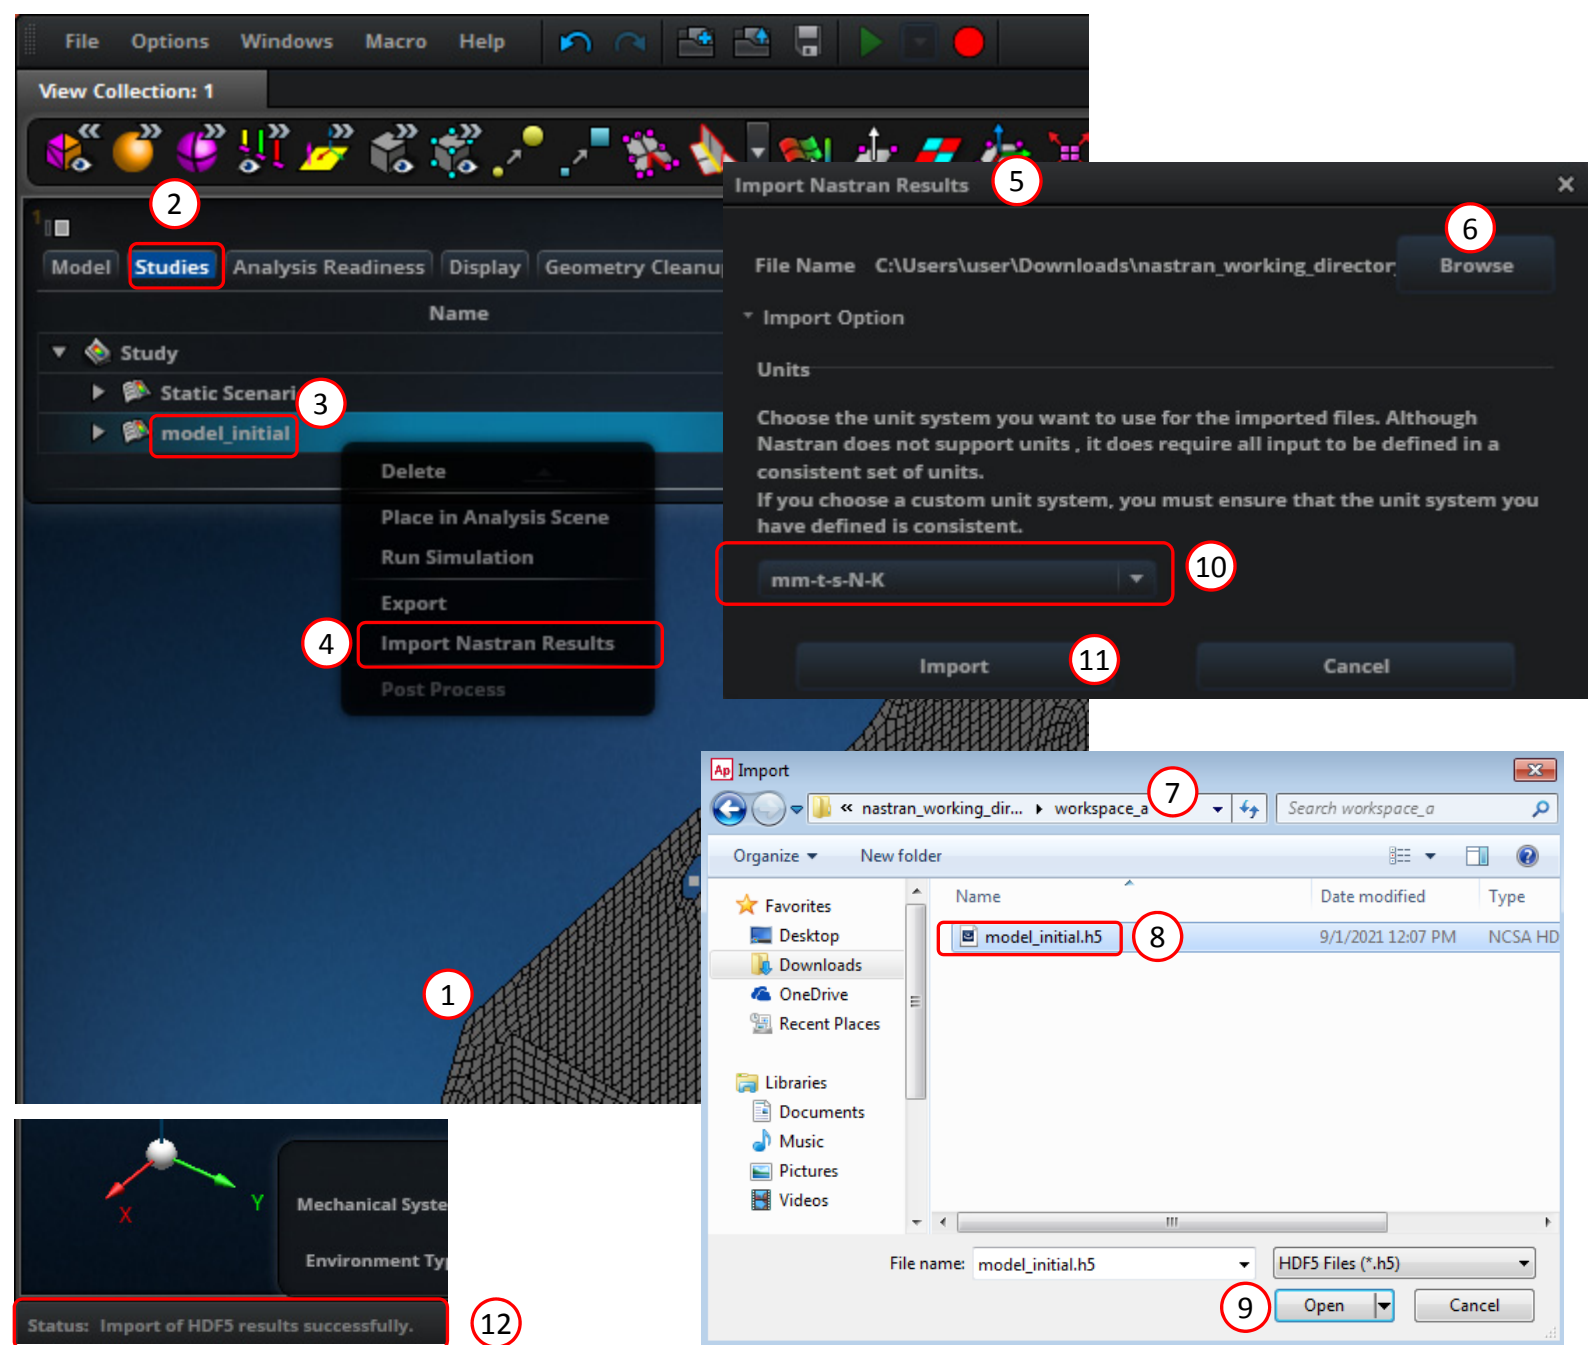 File Options Windows Macro Help
View Collection: 1
2
1
Model Studies Analysis Readiness Display Geometry Cleanu
Name
Study
Static Scenari
3
model_initial
Delete
Place in Analysis Scene
Run Simulation
Export
4
Import Nastran Results
Post Process
1
Import Nastran Results
5
6
File Name C:\Users\user\Downloads\nastran_working_director
Browse
Import Option
Units
Choose the unit system you want to use for the imported files. Although
Nastran does not support units , it does require all input to be defined in a
consistent set of units.
If you choose a custom unit system, you must ensure that the unit system you
have defined is consistent.
mm-t-s-N-K
10
Import
11
Cancel
Ap Import
« nastran_working_dir... workspace_a
7
Search workspace_a
Organize New folder
Name Date modified Type
model_initial.h5
8
9/1/2021 12:07 PM NCSA HD
Favorites
Desktop
Downloads
OneDrive
Recent Places
Libraries
Documents
Music
Pictures
Videos
File name: model_initial.h5 HDF5 Files (*.h5)
9
Open Cancel
X Y
Mechanical Syste
Environment Ty
Status: Import of HDF5 results successfully.
12